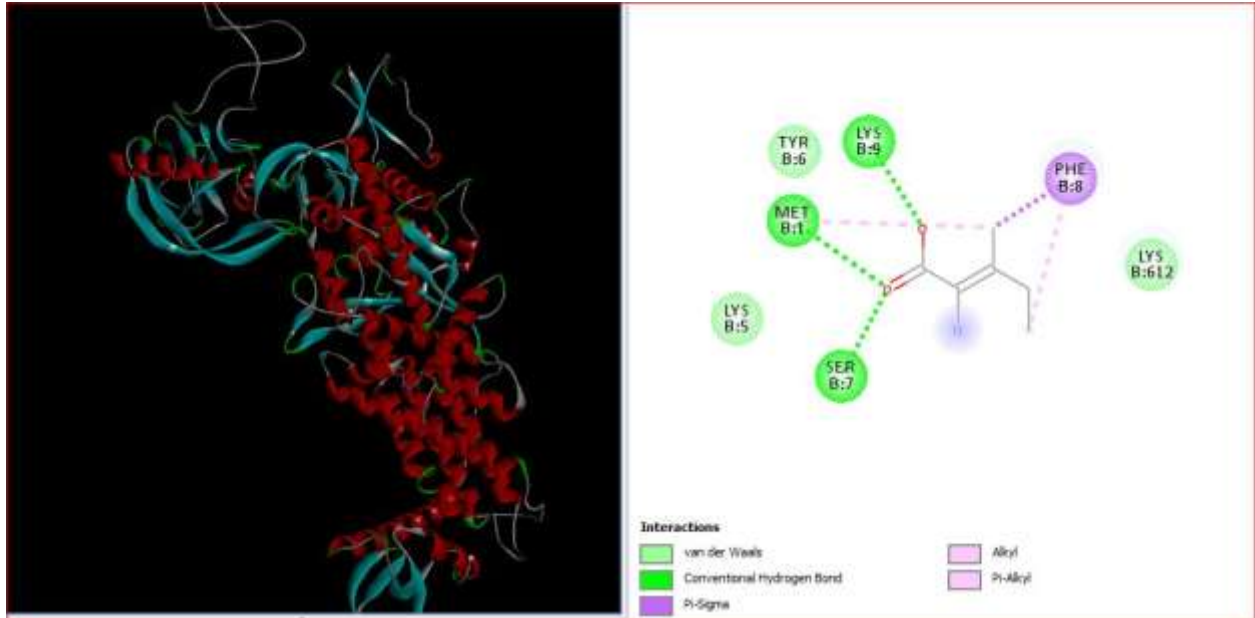 LYS
B:9
TYR
B:6
PHE
B:8
MET
B:1
O
LYS
B:612
LYS
B:5
H
SER
B:7
Interactions
van der Waals
Conventional Hydrogen Bond
Pi-Sigma
Alkyl
Pi-Alkyl